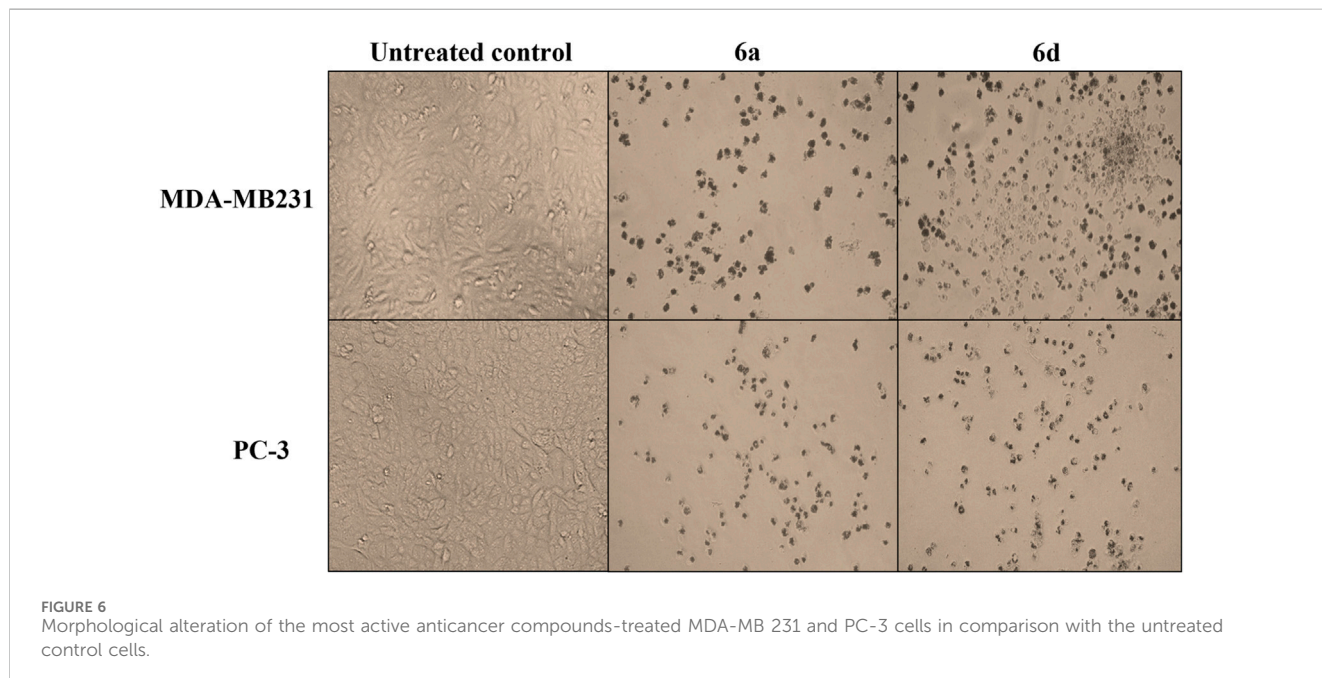 Untreated control 6a 6d
MDA-MB231
PC-3
FIGURE 6
Morphological alteration of the most active anticancer compounds-treated MDA-MB 231 and PC-3 cells in comparison with the untreated
control cells.